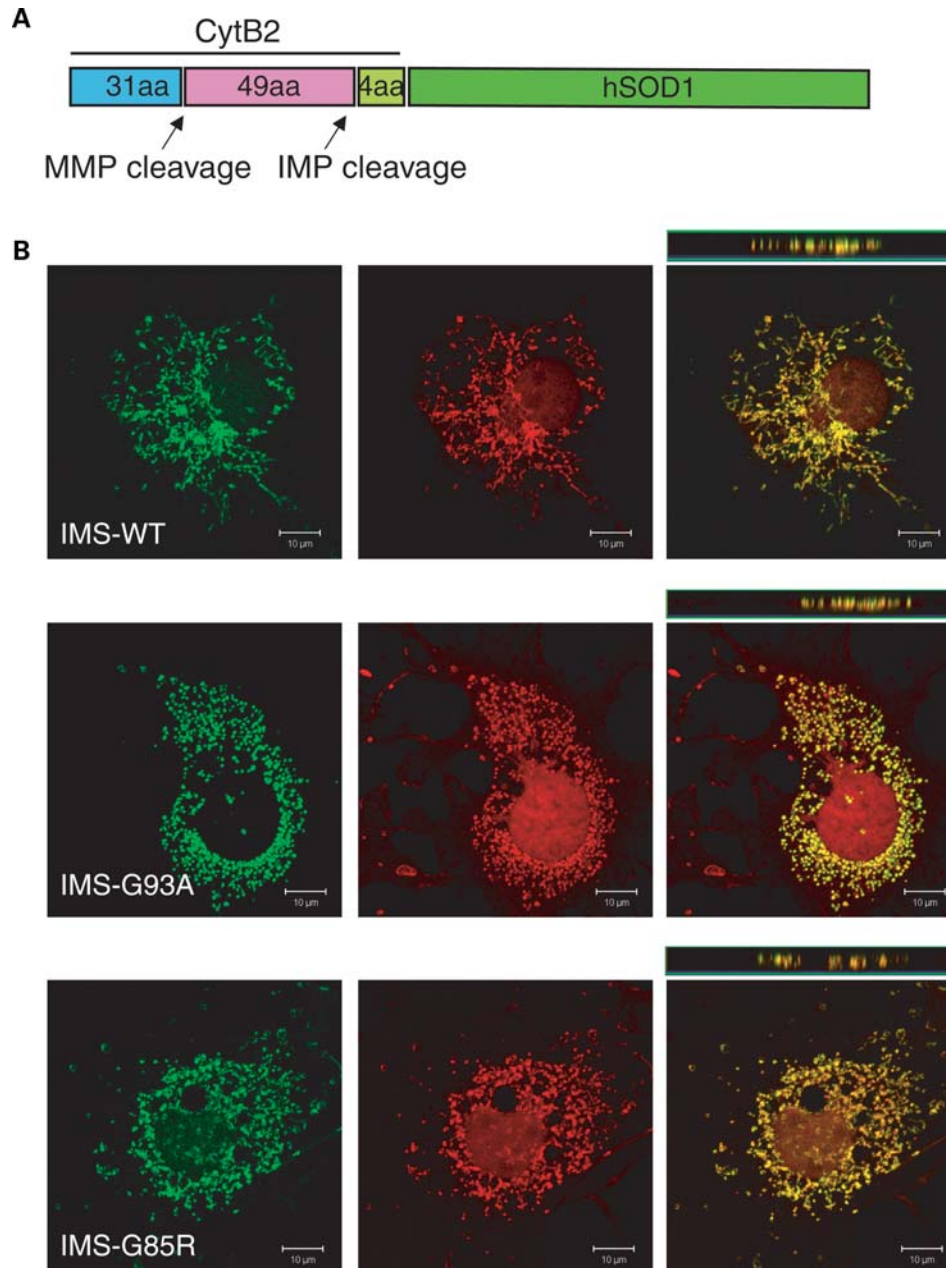 A
CytB2
31aa 49aa 4aa hSOD1
MMP cleavage IMP cleavage
B
IMS-WT 10 µm 10 µm 10 µm
IMS-G93A 10 µm 10 µm 10 µm
IMS-G85R 10 µm 10 µm 10 µm